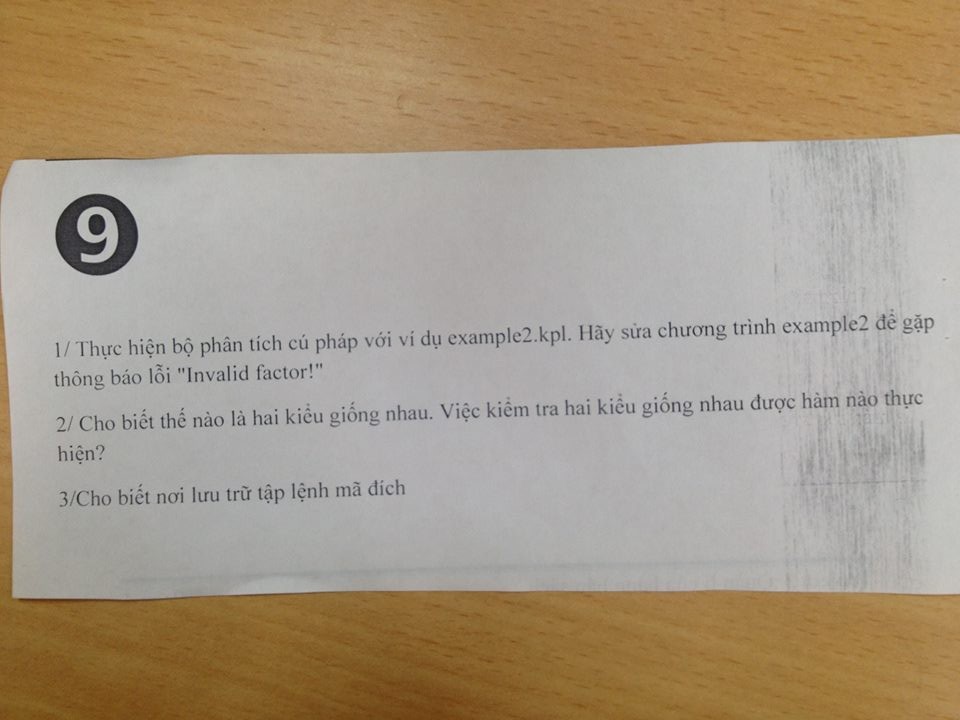 9
1/ Thực hiện bộ phân tích cú pháp với ví dụ example2.kpl. Hãy sửa chương trình example2 để gặp
thông báo lỗi "Invalid factor!"
2/ Cho biết thế nào là hai kiểu giống nhau. Việc kiểm tra hai kiểu giống nhau được hàm nào thực
hiện?
3/Cho biết nơi lưu trữ tập lệnh mã đích